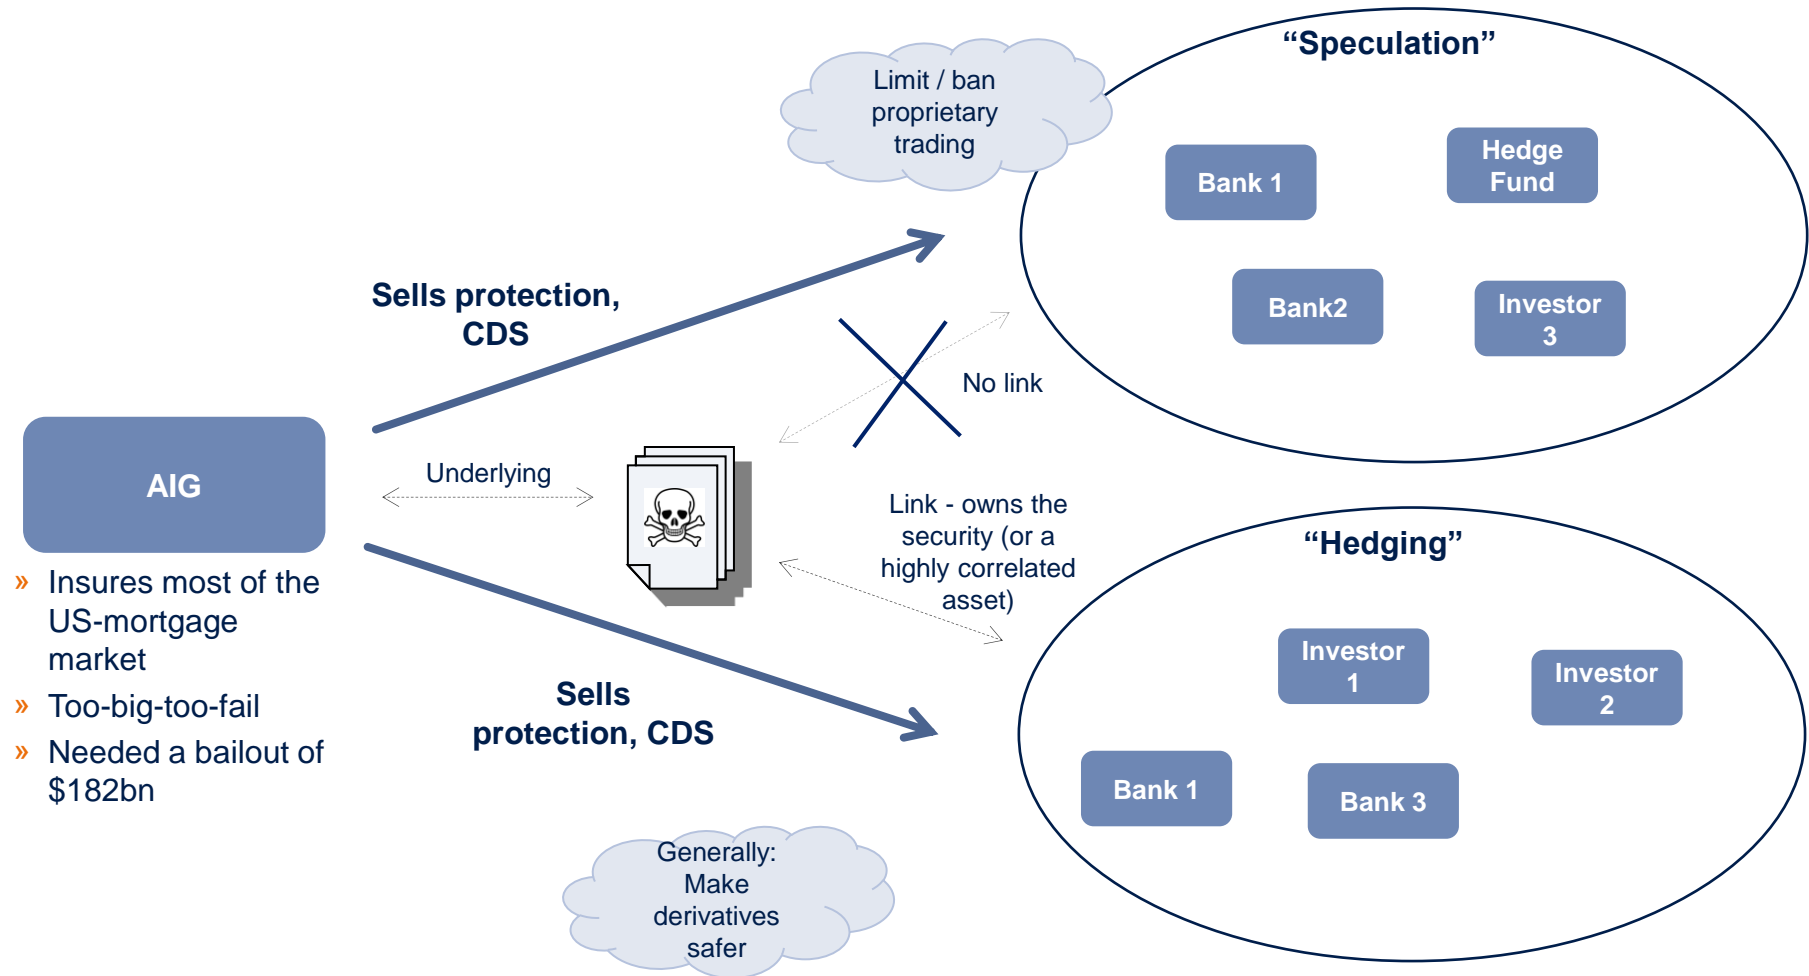 “Speculation”
Limit / ban
proprietary
trading
Bank 1
Hedge
Fund
Bank2
Investor
3
Sells protection,
CDS
No link
AIG
Underlying
Link - owns the
security (or a
highly correlated
asset)
» Insures most of the
US-mortgage
market
» Too-big-too-fail
» Needed a bailout of
$182bn
Sells
protection, CDS
“Hedging”
Investor
1
Investor
2
Bank 1
Bank 3
Generally:
Make
derivatives
safer